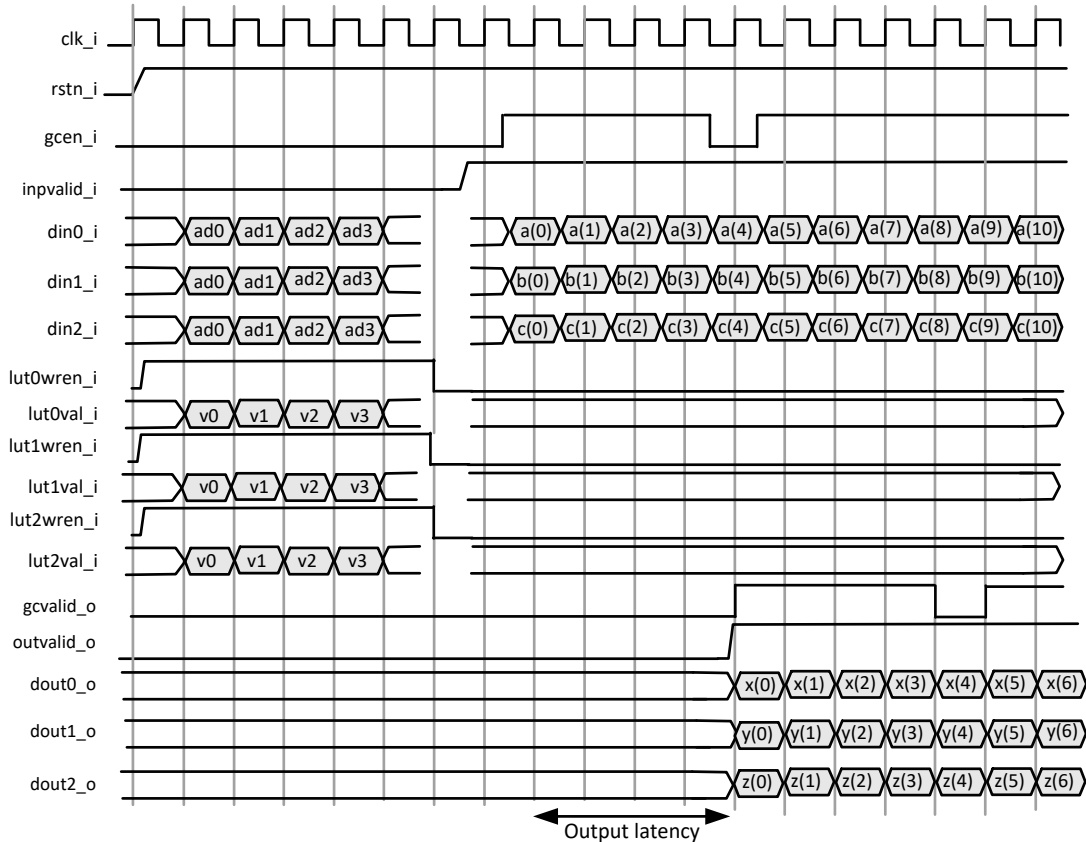 clk_i
rstn_i
gcen_i
inpvalid_i
din0_i ad0 ad1 ad2 ad3 a(0) a(1) a(2) a(3) a(4) a(5) a(6) a(7) a(8) a(9) a(10)
din1_i ad0 ad1 ad2 ad3 b(0) b(1) b(2) b(3) b(4) b(5) b(6) b(7) b(8) b(9) b(10)
din2_i ad0 ad1 ad2 ad3 c(0) c(1) c(2) c(3) c(4) c(5) c(6) c(7) c(8) c(9) c(10)
lut0wren_i
lut0val_i v0 v1 v2 v3
lut1wren_i
lut1val_i v0 v1 v2 v3
lut2wren_i
lut2val_i v0 v1 v2 v3
gcvalid_o
outvalid_o
dout0_o x(0) x(1) x(2) x(3) x(4) x(5) x(6)
dout1_o y(0) y(1) y(2) y(3) y(4) y(5) y(6)
dout2_o z(0) z(1) z(2) z(3) z(4) z(5) z(6)
Output latency